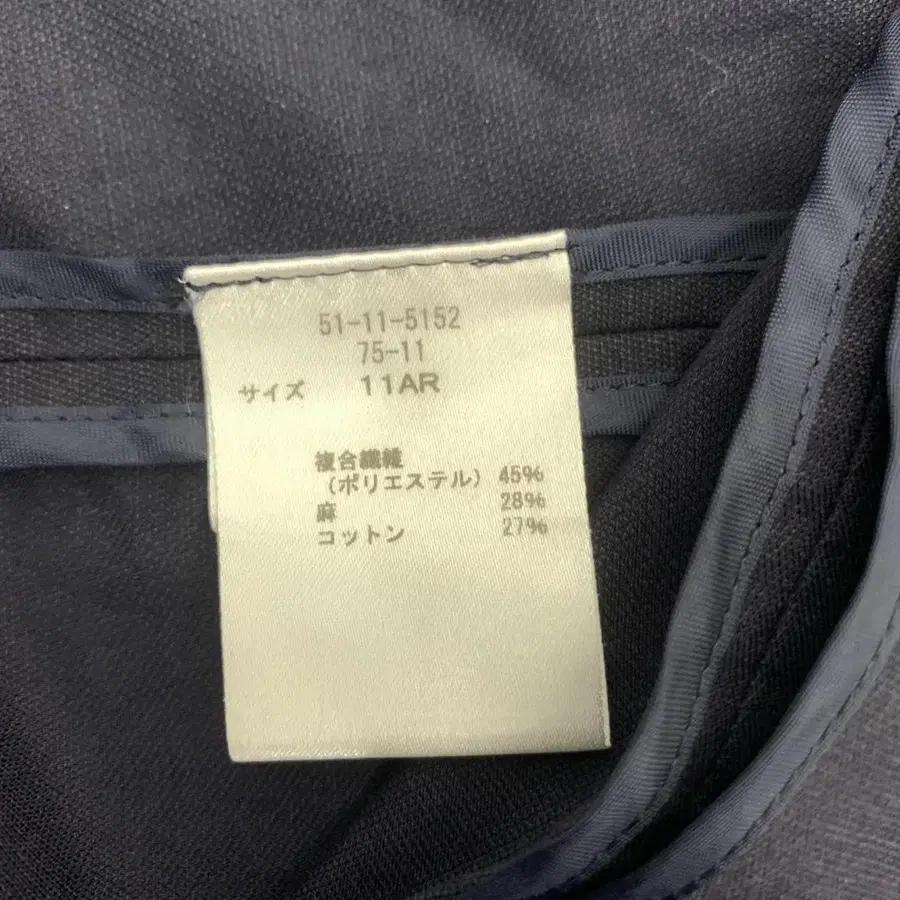 51-11-5152
75-11
サイズ 11AR
複合繊維
(ポリエステル) 45%
麻 28%
コットン 27%